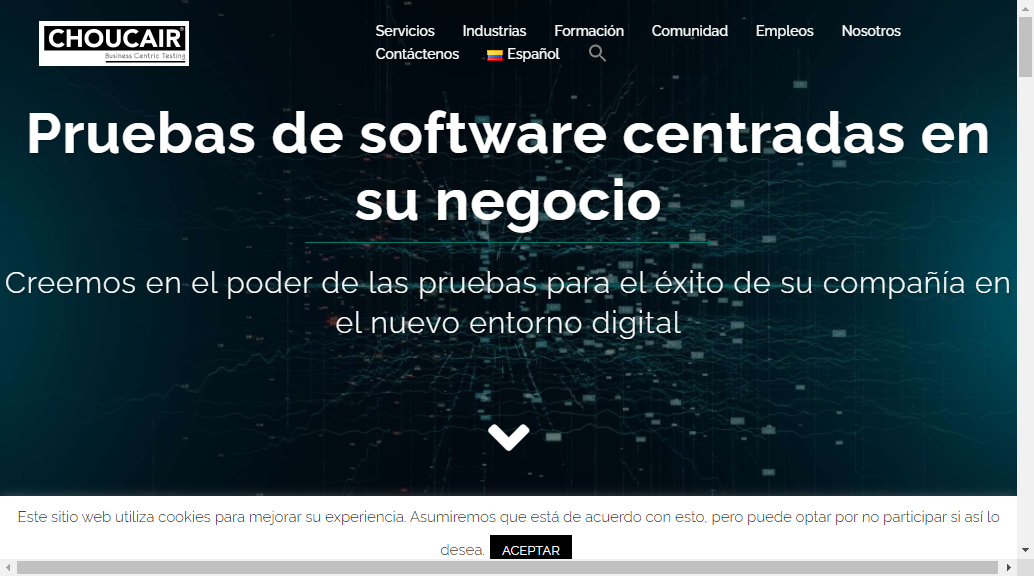 CHOUCAIR
Business Centric Testing
Servicios Industrias Formación Comunidad Empleos Nosotros
Contáctenos Español
Pruebas de software centradas en
su negocio
Creemos en el poder de las pruebas para el éxito de su compañía en
el nuevo entorno digital
Este sitio web utiliza cookies para mejorar su experiencia. Asumiremos que está de acuerdo con esto, pero puede optar por no participar si así lo
desea. ACEPTAR